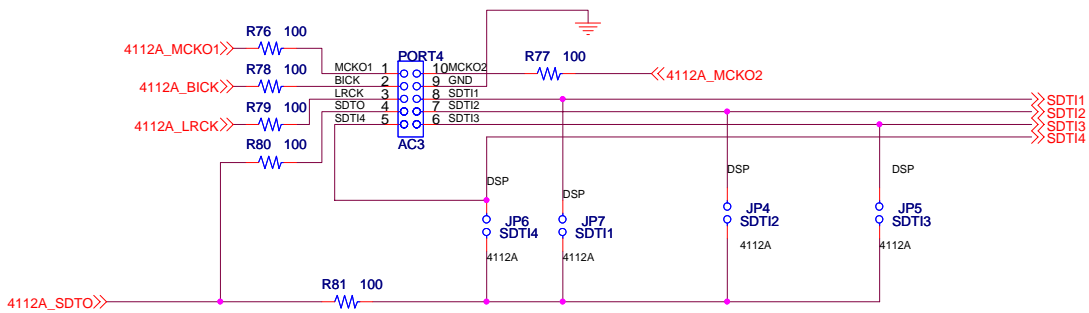 R76 100
4112A_MCKO1
R78 100
4112A_BICK
R79 100
4112A_LRCK
R80 100
PORT4
MCKO1 1 10 MCKO2
BICK 2 9 GND
LRCK 3 8 SDTI1
SDTO 4 7 SDTI2
SDTI4 5 6 SDTI3
AC3
R77 100
4112A_MCKO2
SDTI1
SDTI2
SDTI3
SDTI4
DSP
JP6
SDTI4
4112A
DSP
JP7
SDTI1
4112A
DSP
JP4
SDTI2
4112A
DSP
JP5
SDTI3
4112A
R81 100
4112A_SDTO